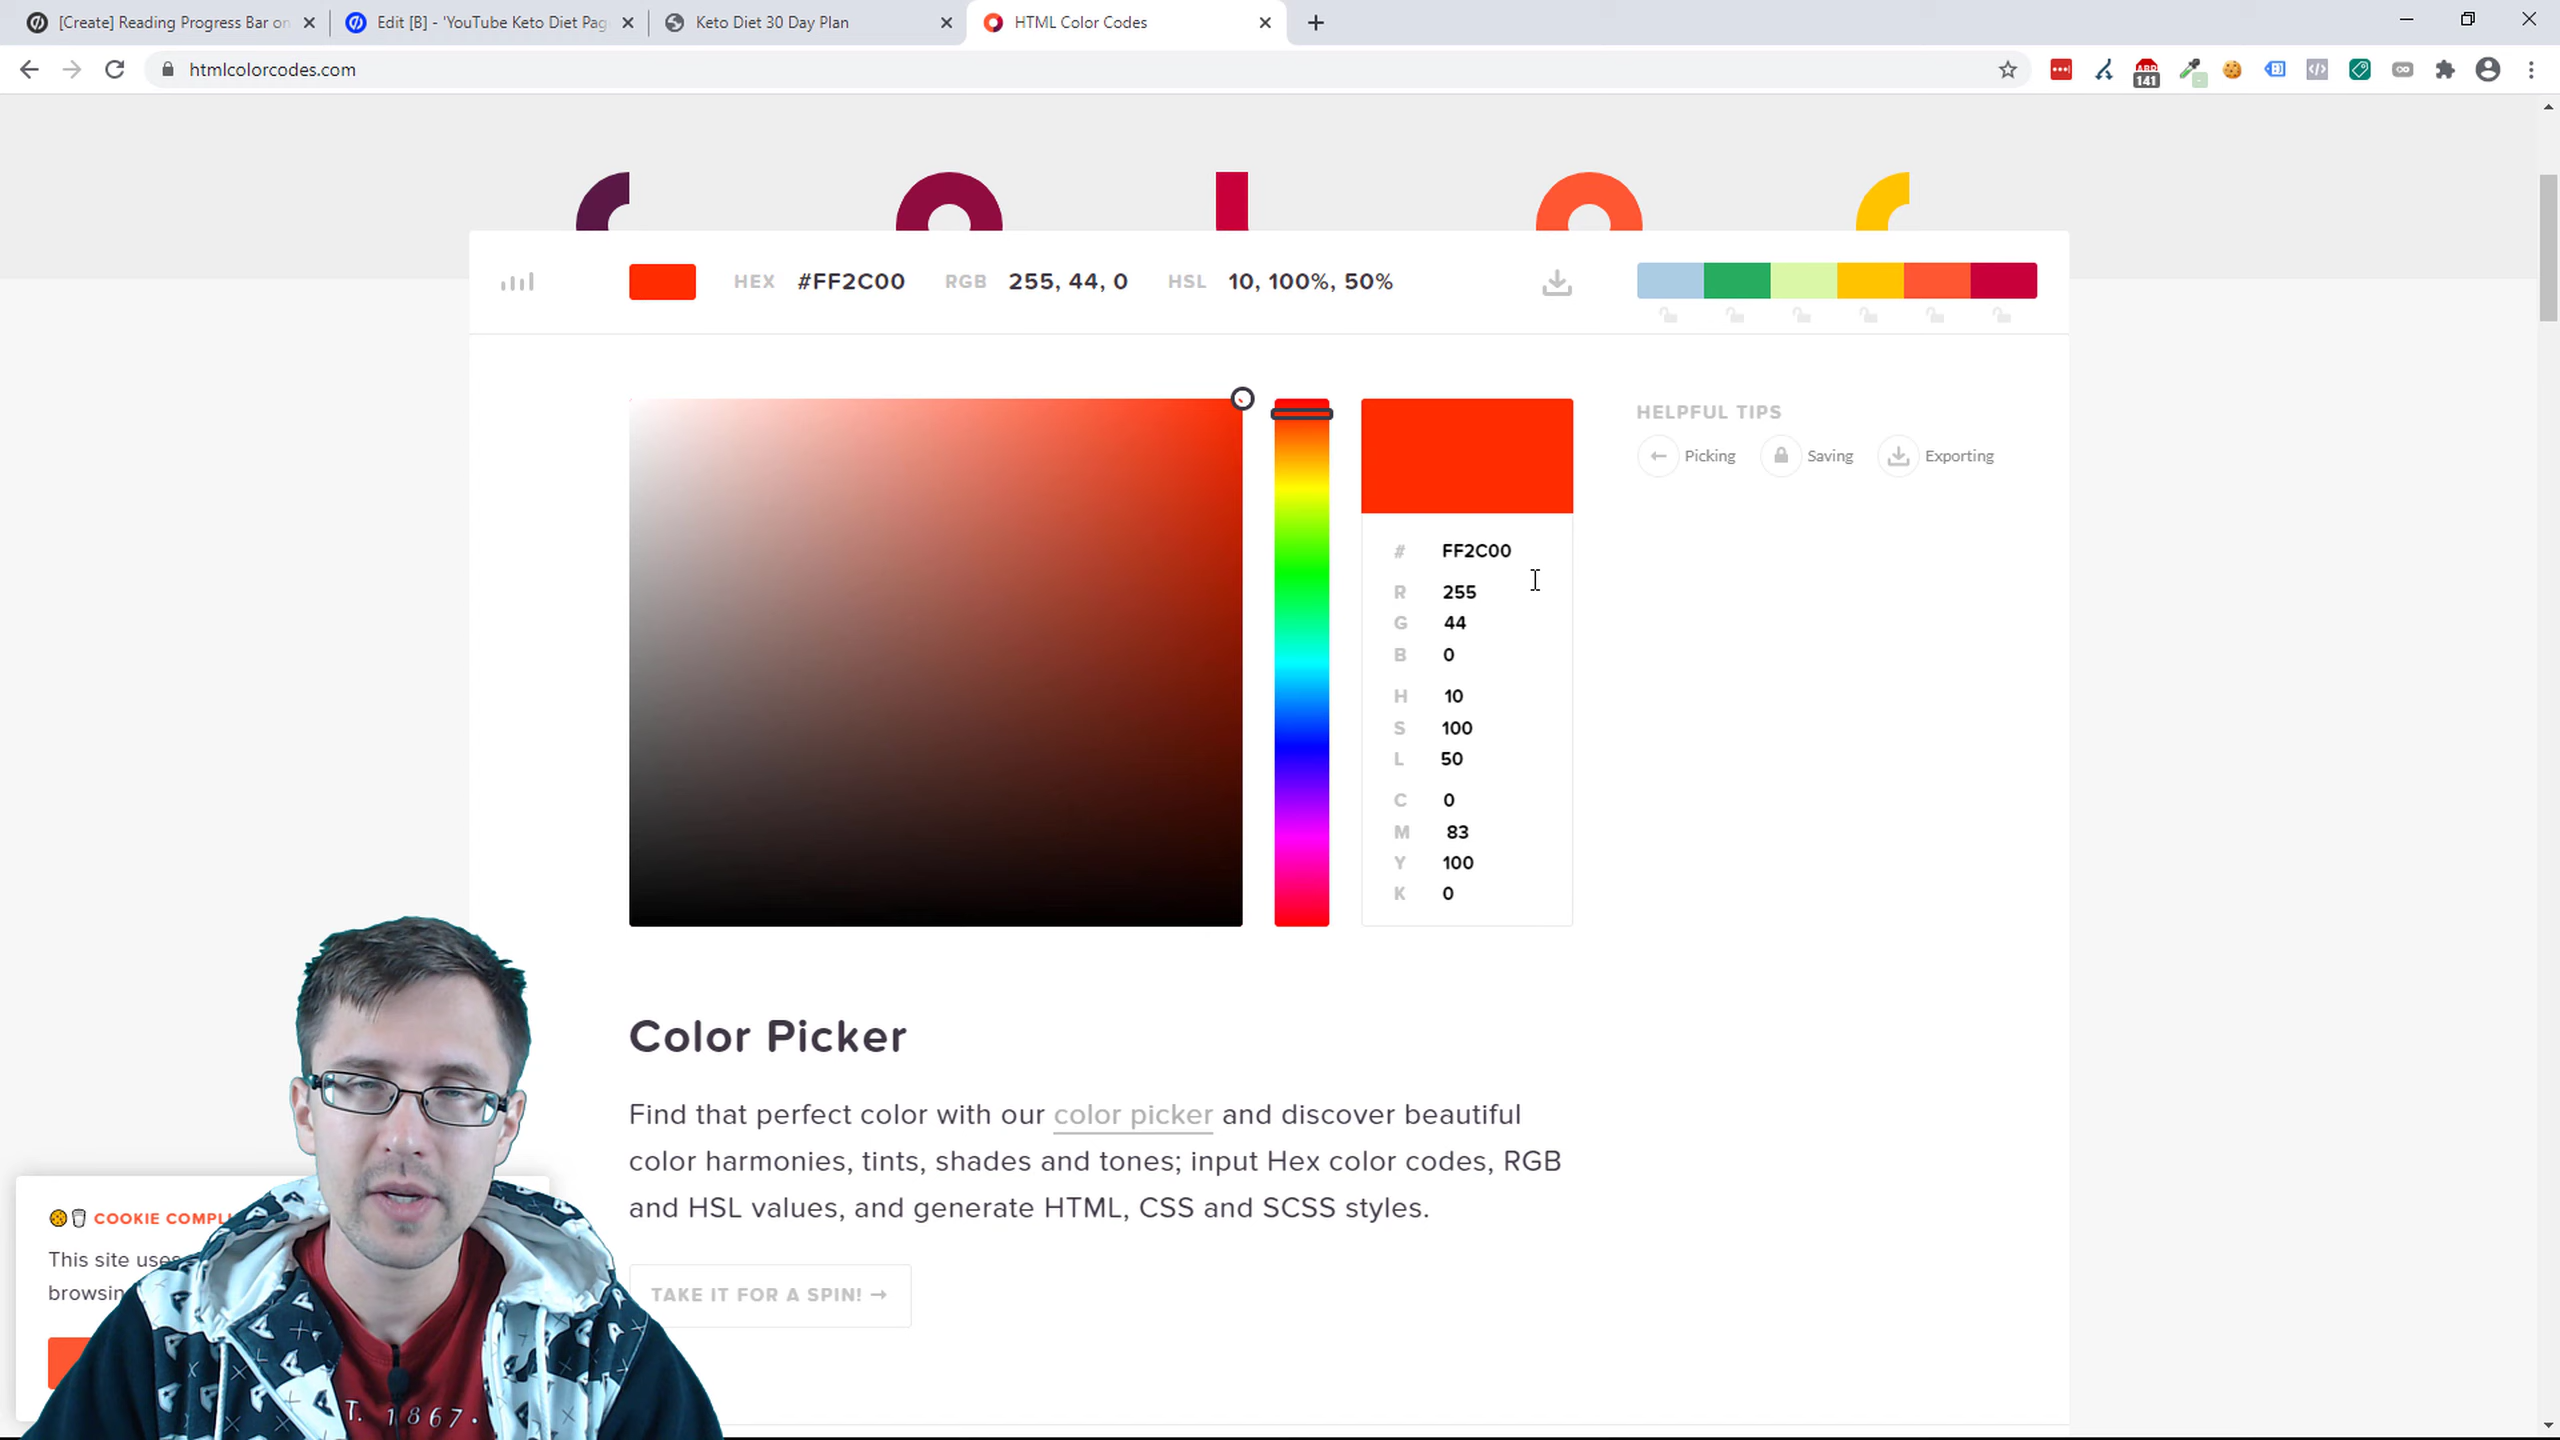 [Create] Reading Progress Bar on
Edit [B] - 'YouTube Keto Diet Pag
Keto Diet 30 Day Plan
HTML Color Codes
htmlcolorcodes.com
141
HEX #FF2C00 RGB 255, 44, 0 HSL 10, 100%, 50%
HELPFUL TIPS
Picking Saving Exporting
# FF2C00
R 255
G 44
B 0
H 10
S 100
L 50
C 0
M 83
Y 100
K 0
Color Picker
Find that perfect color with our color picker and discover beautiful
color harmonies, tints, shades and tones; input Hex color codes, RGB
and HSL values, and generate HTML, CSS and SCSS styles.
TAKE IT FOR A SPIN! →
COOKIE COMPLI
This site uses
browsin
T. 1867.